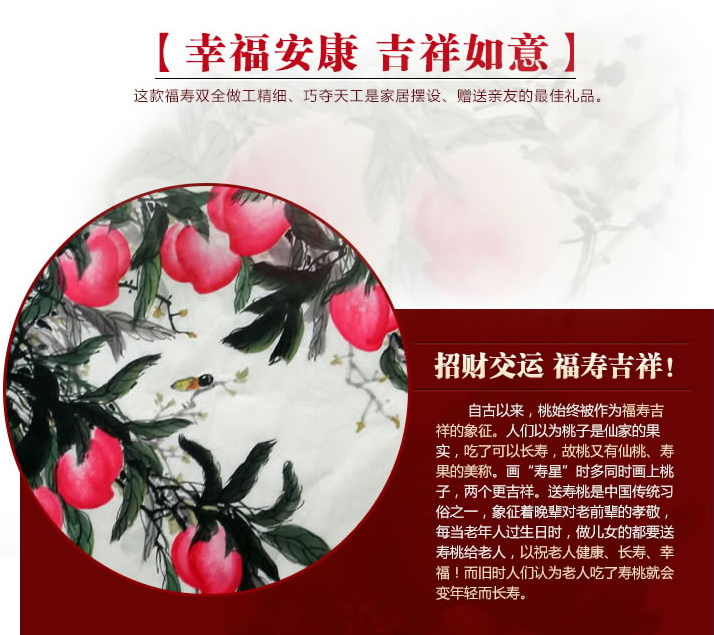 【幸福安康 吉祥如意】
这款福寿双全做工精细、巧夺天工是家居摆设、赠送亲友的最佳礼品。
招财交运 福寿吉祥!
自古以来，桃始终被作为福寿吉
祥的象征。人们以为桃子是仙家的果
实，吃了可以长寿，故桃又有仙桃、寿
果的美称。画“寿星”时多同时画上桃
子，两个更吉祥。送寿桃是中国传统习
俗之一，象征着晚辈对老前辈的孝敬，
每当老年人过生日时，做儿女的都要送
寿桃给老人，以祝老人健康、长寿、幸
福！而旧时人们认为老人吃了寿桃就会
变年轻而长寿。